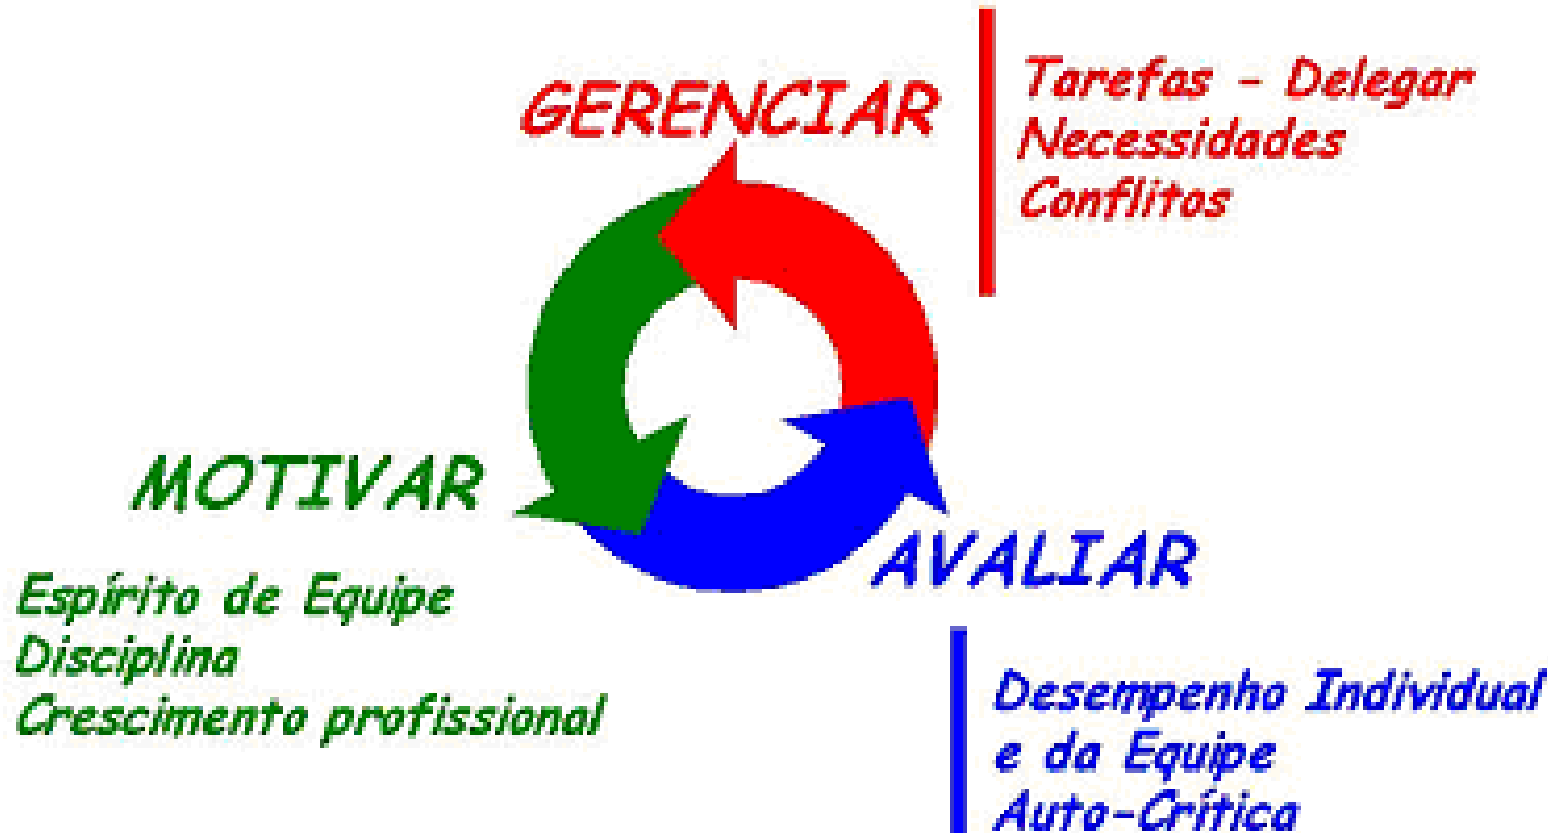 GERENCIAR
Tarefas - Delegar
Necessidades
Conflitos
MOTIVAR
Espírito de Equipe
Disciplina
Crescimento profissional
AVALIAR
Desempenho Individual
e da Equipe
Auto-Crítica